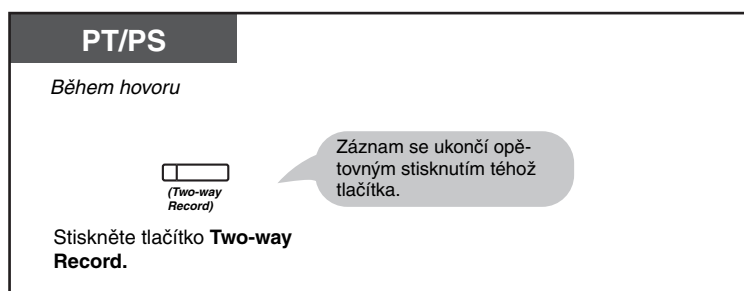 PT/PS
Během hovoru
Záznam se ukončí opě-
tovným stisknutím téhož
tlačítka.
(Two-way
Record)
Stiskněte tlačítko Two-way
Record.